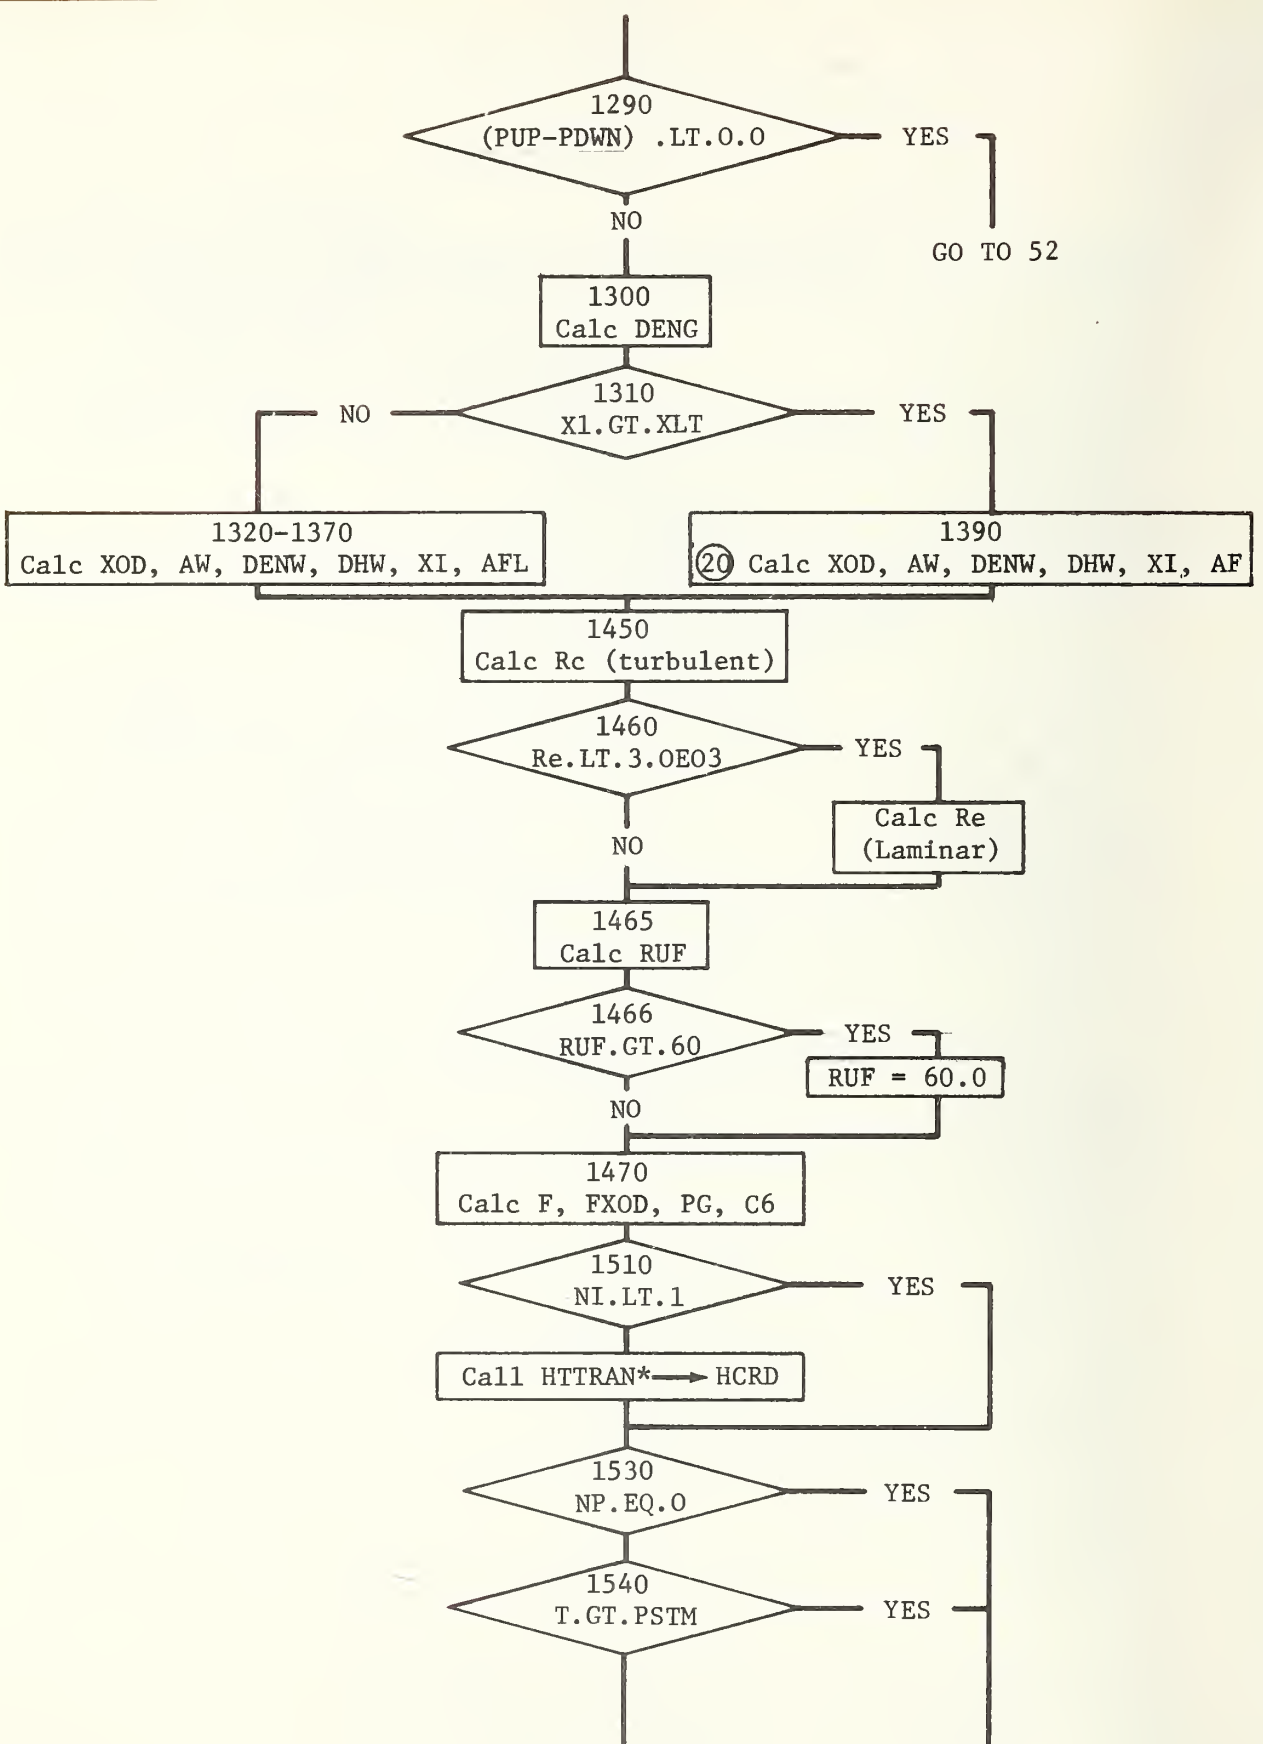 1290
(PUP-PDWN) .LT.0.0
YES
NO
GO TO 52
1300
Calc DENG
1310
X1.GT.XLT
NO
YES
1320-1370
Calc XOD, AW, DENW, DHW, XI, AFL
1390
20 Calc XOD, AW, DENW, DHW, XI, AF
1450
Calc Rc (turbulent)
1460
Re.LT.3.0E03
YES
Calc Re
(Laminar)
NO
1465
Calc RUF
1466
RUF.GT.60
YES
RUF = 60.0
NO
1470
Calc F, FXOD, PG, C6
1510
NI.LT.1
YES
Call HTTRAN* → HCRD
1530
NP.EQ.0
YES
1540
T.GT.PSTM
YES